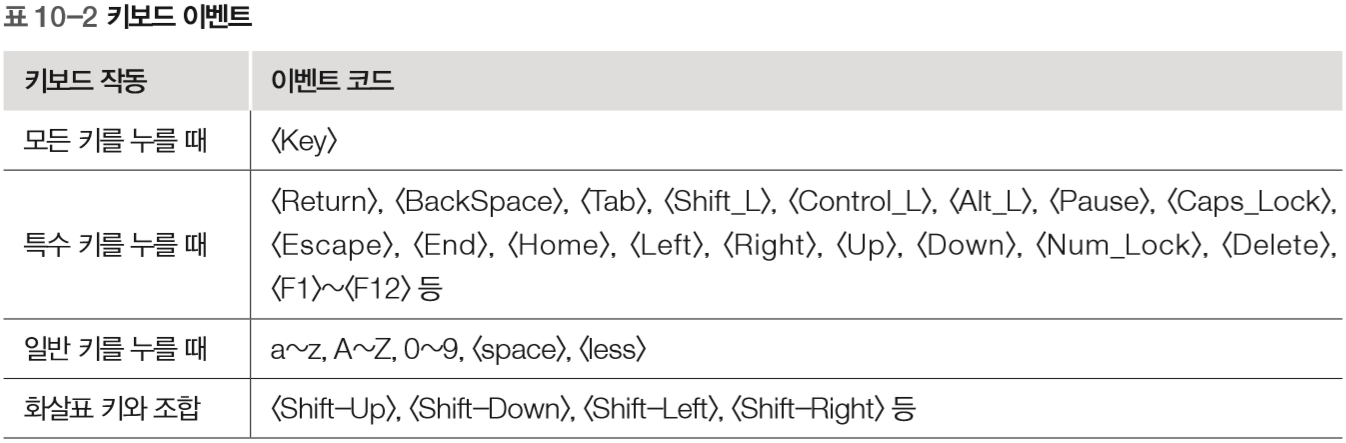 표 10-2 키보드 이벤트
키보드 작동 이벤트 코드
모든 키를 누를 때 〈Key〉
특수 키를 누를 때 〈Return〉, 〈BackSpace〉, 〈Tab〉, 〈Shift_L〉, 〈Control_L〉, 〈Alt_L〉, 〈Pause〉, 〈Caps_Lock〉,
〈Escape〉, 〈End〉, 〈Home〉, 〈Left〉, 〈Right〉, 〈Up〉, 〈Down〉, 〈Num_Lock〉, 〈Delete〉,
〈F1〉~〈F12〉 등
일반 키를 누를 때 a~z, A~Z, 0~9, 〈space〉, 〈less〉
화살표 키와 조합 〈Shift-Up〉, 〈Shift-Down〉, 〈Shift-Left〉, 〈Shift-Right〉 등